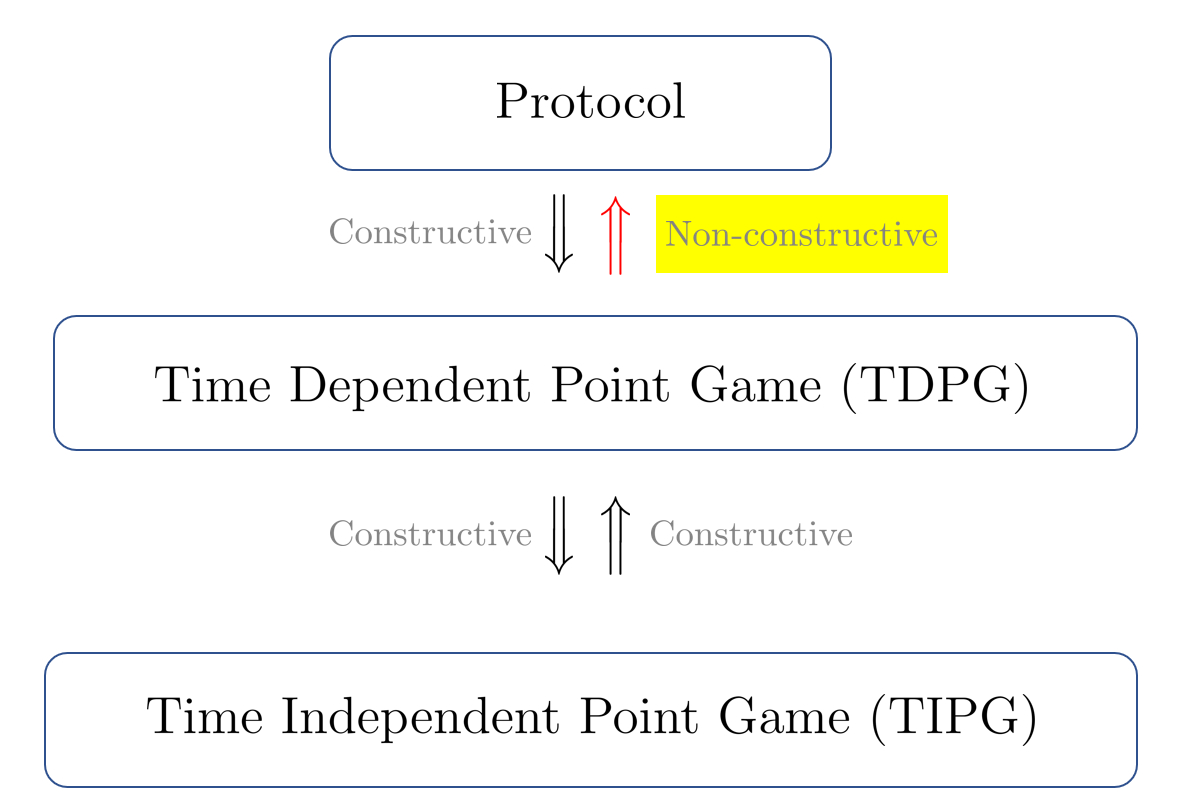 Protocol
Constructive
Non-constructive
Time Dependent Point Game (TDPG)
Constructive
Constructive
Time Independent Point Game (TIPG)